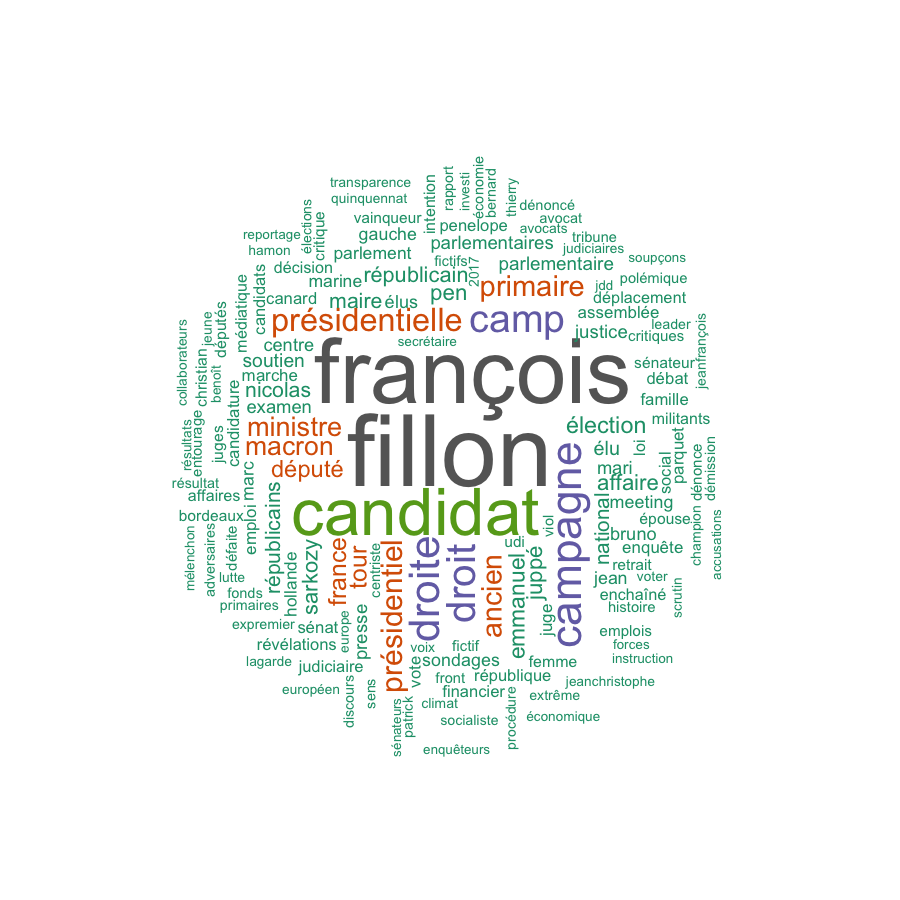 transparence
quinquennat
vainqueur
gauche
parlement
reportage
hamon
élections
critique
intention
rapport
investi
économie
bernard
thierry
dénoncé
avocat
avocats
penelope
parlementaires
tribune
judiciaires
soupçons
fictifs
2017
parlementaire
polémique
jdd
déplacement
décision
marine
républicain
pen
primaire
canard
maire
élus
candidats
médiatique
députés
jeune
collaborateurs
christian
benoît
présidentielle
camp
assemblée
justice
critiques
leader
jeanfrançois
secrétaire
centre
soutien
marche
nicolas
examen
françois
sénateur
débat
famille
militants
candidature
juges
entourage
résultats
ministre
macron
député
fillon
élection
élu
loi
mari
affaire
social
parquet
dénonce
démission
résultat
affaires
marc
emploi
bordeaux
républicains
candidat
campagne
national
meeting
épouse
champion
accusations
bruno
enquête
viol
udi
défaite
adversaires
mélenchon
lutte
fonds
primaires
hollande
sarkozy
france
tour
centriste
présidentiel
droite
droit
ancien
emmanuel
juppé
juge
retrait
jean
voter
enchaîné
histoire
scrutin
expremier
sénat
europe
presse
révélations
emplois
forces
instruction
lagarde
judiciaire
voix
vote
fictif
sondages
femme
front
république
jeanchristophe
européen
discours
sens
financier
extrême
climat
patrick
sénateurs
socialiste
procédure
économique
enquêteurs